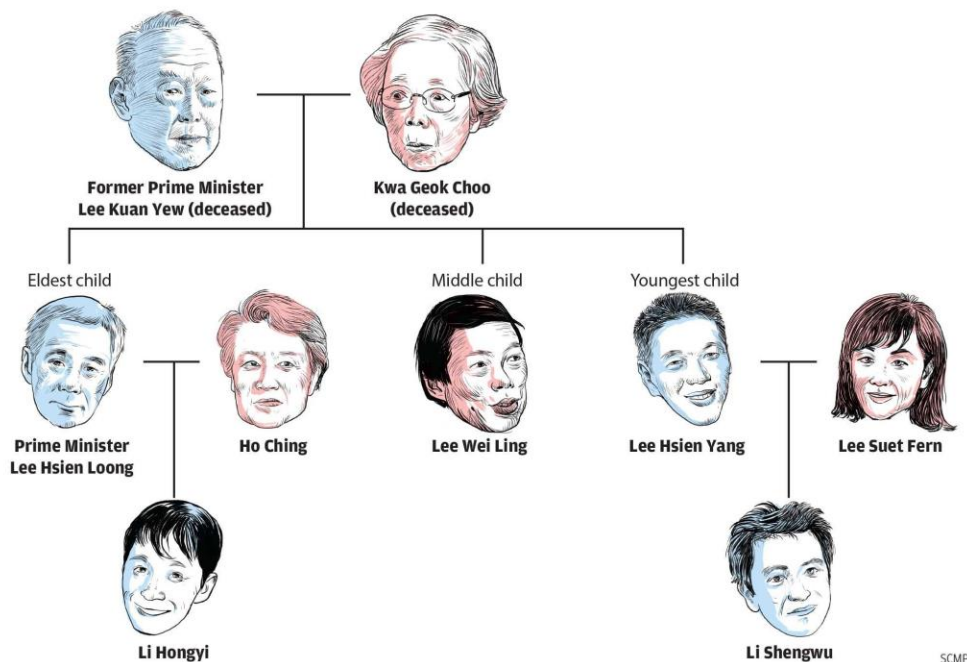 Former Prime Minister
Lee Kuan Yew (deceased)
Kwa Geok Choo
(deceased)
Eldest child
Middle child
Youngest child
Prime Minister
Lee Hsien Loong
Ho Ching
Lee Wei Ling
Lee Hsien Yang
Lee Suet Fern
Li Hongyi
Li Shengwu
SCMP